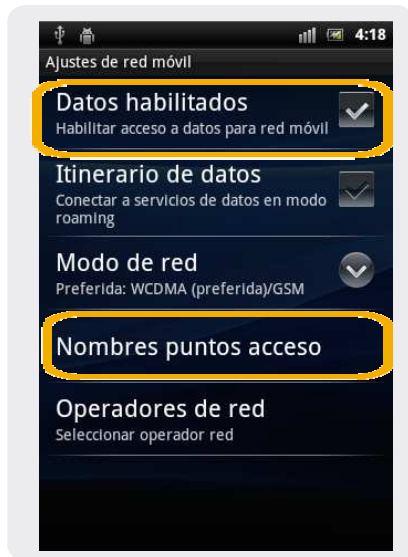 4:18
Ajustes de red móvil
Datos habilitados
Habilitar acceso a datos para red móvil
Itinerario de datos
Conectar a servicios de datos en modo
roaming
Modo de red
Preferida: WCDMA (preferida)/GSM
Nombres puntos acceso
Operadores de red
Seleccionar operador red